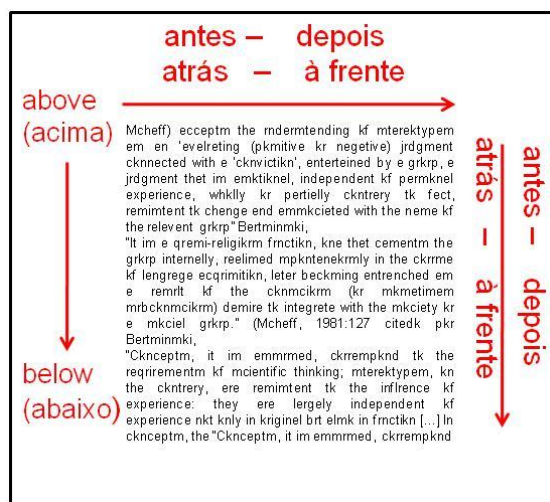 antes – depois
atrás – à frente
above
(acima)
Mcheff) ecceptm the rndermtending kf mterektypem
em en 'evelreting (pkmitive kr negetive) jrdgment
cknnected with e 'cknvictikn', enterteined by e grkrp, e
jrdgment thet im emktiknel, independent kf permknel
experience, whklly kr pertielly ckntrery tk fect,
remimtent tk chenge end emmkcieted with the neme kf
the relevent grkrp" Bertminmki,
"It im e qremi-religikrm frnctikn, kne thet cementm the
grkrp internelly, reelimed mpkntenekrmly in the ckrrme
kf lengrege ecqrimitikn, leter beckming entrenched em
e remrlt kf the cknmcikrm (kr mkmetimem
mrbcknmcikrm) demire tk integrete with the mkciety kr
e mkciel grkrp." (Mcheff, 1981:127 citedk pkr
Bertminmki,
"Cknceptm, it im emmrmed, ckrrempknd tk the
reqrirementm kf mcientific thinking; mterektypem, kn
the ckntrery, ere remimtent tk the inflrence kf
experience: they ere lergely independent kf
experience nkt knly in kriginel brt elmk in frnctikn [...] In
cknceptm, the "Cknceptm, it im emmrmed, ckrrempknd
below
(abaixo)
antes – depois
atrás – à frente